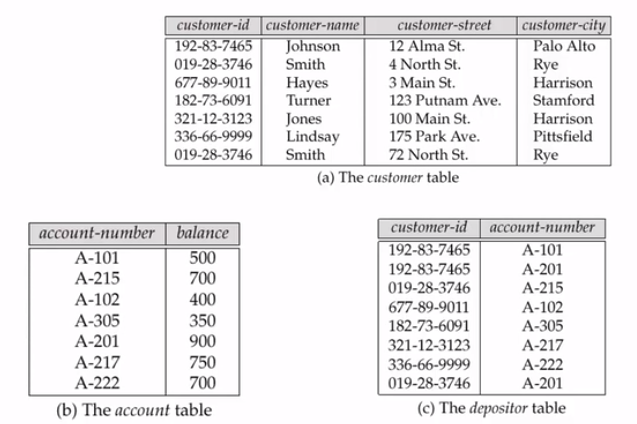 customer-id customer-name customer-street customer-city
192-83-7465 Johnson 12 Alma St. Palo Alto
019-28-3746 Smith 4 North St. Rye
677-89-9011 Hayes 3 Main St. Harrison
182-73-6091 Turner 123 Putnam Ave. Stamford
321-12-3123 Jones 100 Main St. Harrison
336-66-9999 Lindsay 175 Park Ave. Pittsfield
019-28-3746 Smith 72 North St. Rye
(a) The customer table
account-number balance
A-101 500
A-215 700
A-102 400
A-305 350
A-201 900
A-217 750
A-222 700
(b) The account table
customer-id account-number
192-83-7465 A-101
192-83-7465 A-201
019-28-3746 A-215
677-89-9011 A-102
182-73-6091 A-305
321-12-3123 A-217
336-66-9999 A-222
019-28-3746 A-201
(c) The depositor table